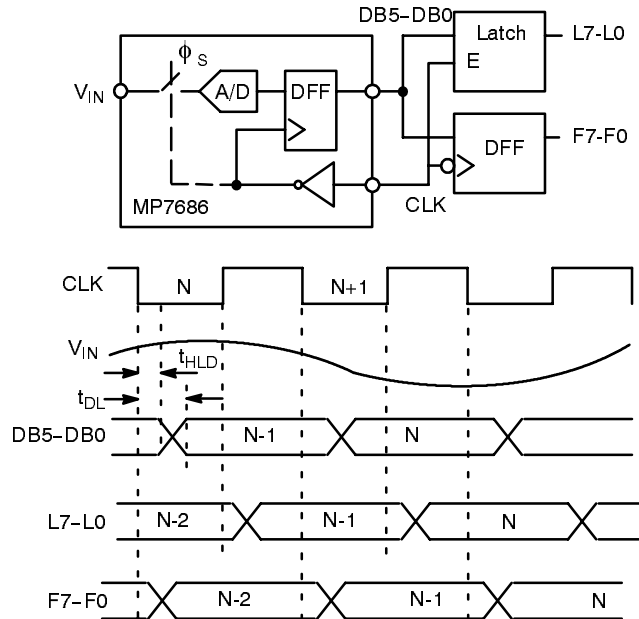 DB5–DB0
Latch
L7-L0
E
ϕS
VIN
A/D
DFF
DFF
F7-F0
MP7686
CLK
CLK
N
N+1
VIN
tHLD
tDL
DB5–DB0
N-1
N
L7–L0
N-2
N-1
N
F7–F0
N-2
N-1
N